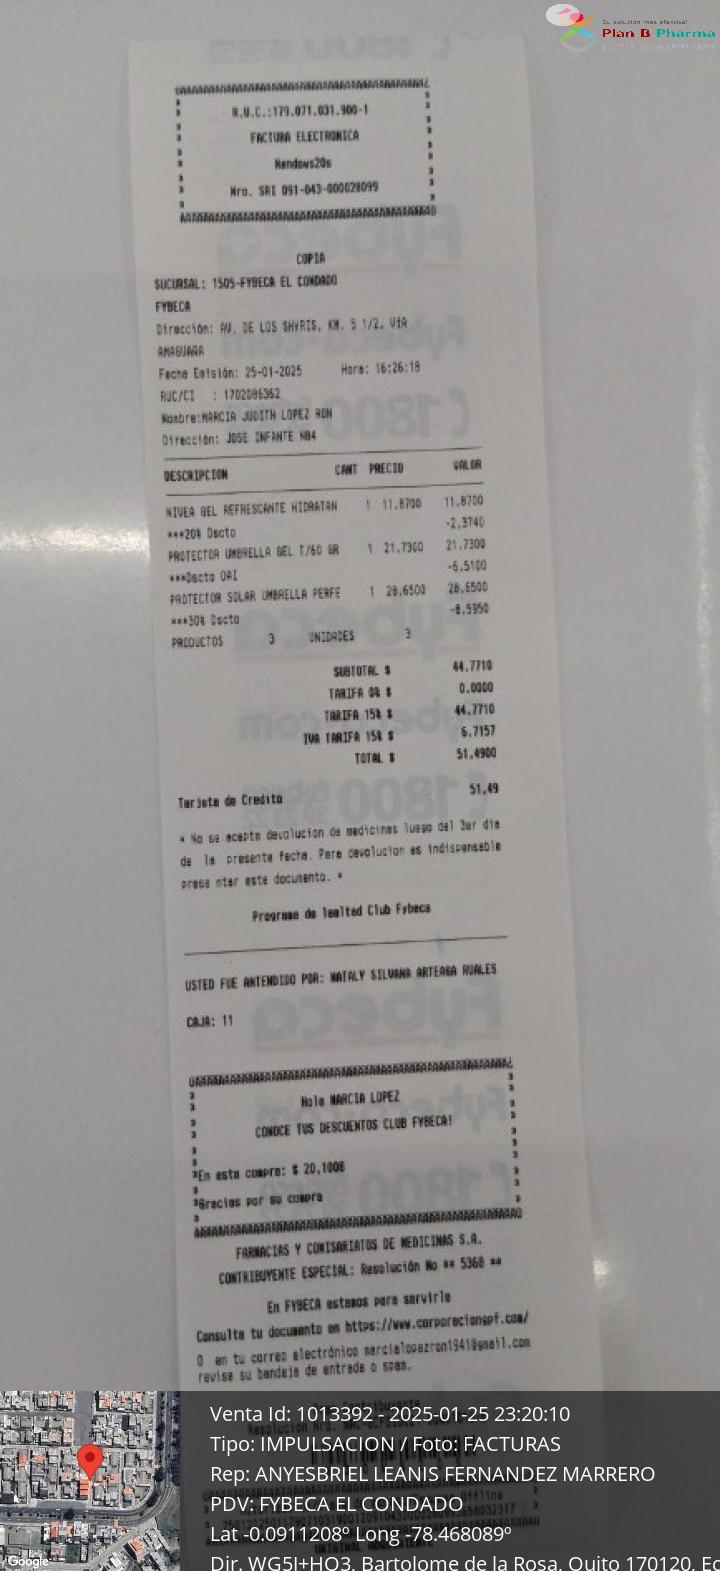 Su solución más efectiva!
Plan B Pharma
R.U.C.:179.071.031.900-1
FACTURA ELECTRONICA
Nendows20s
Nro. SRI 091-043-000028099
COPIA
SUCURSAL: 1505-FYBECA EL CONDADO
FYBECA
Dirección: AV. DE LOS SHYRIS, KM. 5 1/2, VIA
AMAGUAÑA
Fecha Emisión: 25-01-2025 Hora: 16:26:18
RUC/CI : 1702086362
Nombre:MARCIA JUDITH LOPEZ RON
Dirección: JOSE INFANTE N84
DESCRIPCION CANT PRECIO VALOR
NIVEA GEL REFRESCANTE HIDRATAN 1 11.8700 11.8700
-2.3740
***20% Dscto
PROTECTOR UMBRELLA GEL T/60 GR 1 21.7300 21.7300
-6.5100
***Dscto ORI
PROTECTOR SOLAR UMBRELLA PERFE 1 28.6500 28.6500
-8.5950
***30% Dscto
PRODUCTOS 3 UNIDADES 3
SUBTOTAL $ 44.7710
TARIFA 0% $ 0.0000
TARIFA 15% $ 44.7710
IVA TARIFA 15% $ 6.7157
TOTAL $ 51.4900
Tarjeta de Credito 51.49
* No se acepta devolucion de medicinas luego del 3er dia
de la presente fecha. Para devolucion es indispensable
prese ntar este documento. *
Programa de lealtad Club Fybeca
USTED FUE ANTENDIDO POR: NATALY SILVANA ARTEAGA RUALES
CAJA: 11
Hola MARCIA LOPEZ
CONOCE TUS DESCUENTOS CLUB FYBECA!
*En esta compra: $ 20.1008
*Gracias por su compra
FARMACIAS Y COMISARIATOS DE MEDICINAS S.A.
CONTRIBUYENTE ESPECIAL: Resolución No ** 5368 **
En FYBECA estamos para servirle
Consulta tu documento en https://www.corporaciongpf.com/
O en tu correo electrónico marcialopezron1941@gmail.com
revise su bandeja de entrada o spam.
Venta Id: 1013392 - 2025-01-25 23:20:10
Tipo: IMPULSACION / Foto: FACTURAS
Rep: ANYESBRIEL LEANIS FERNANDEZ MARRERO
PDV: FYBECA EL CONDADO
Lat -0.0911208º Long -78.468089º
Dir. WG5J+HQ3, Bartolome de la Rosa, Quito 170120, Ec
Google